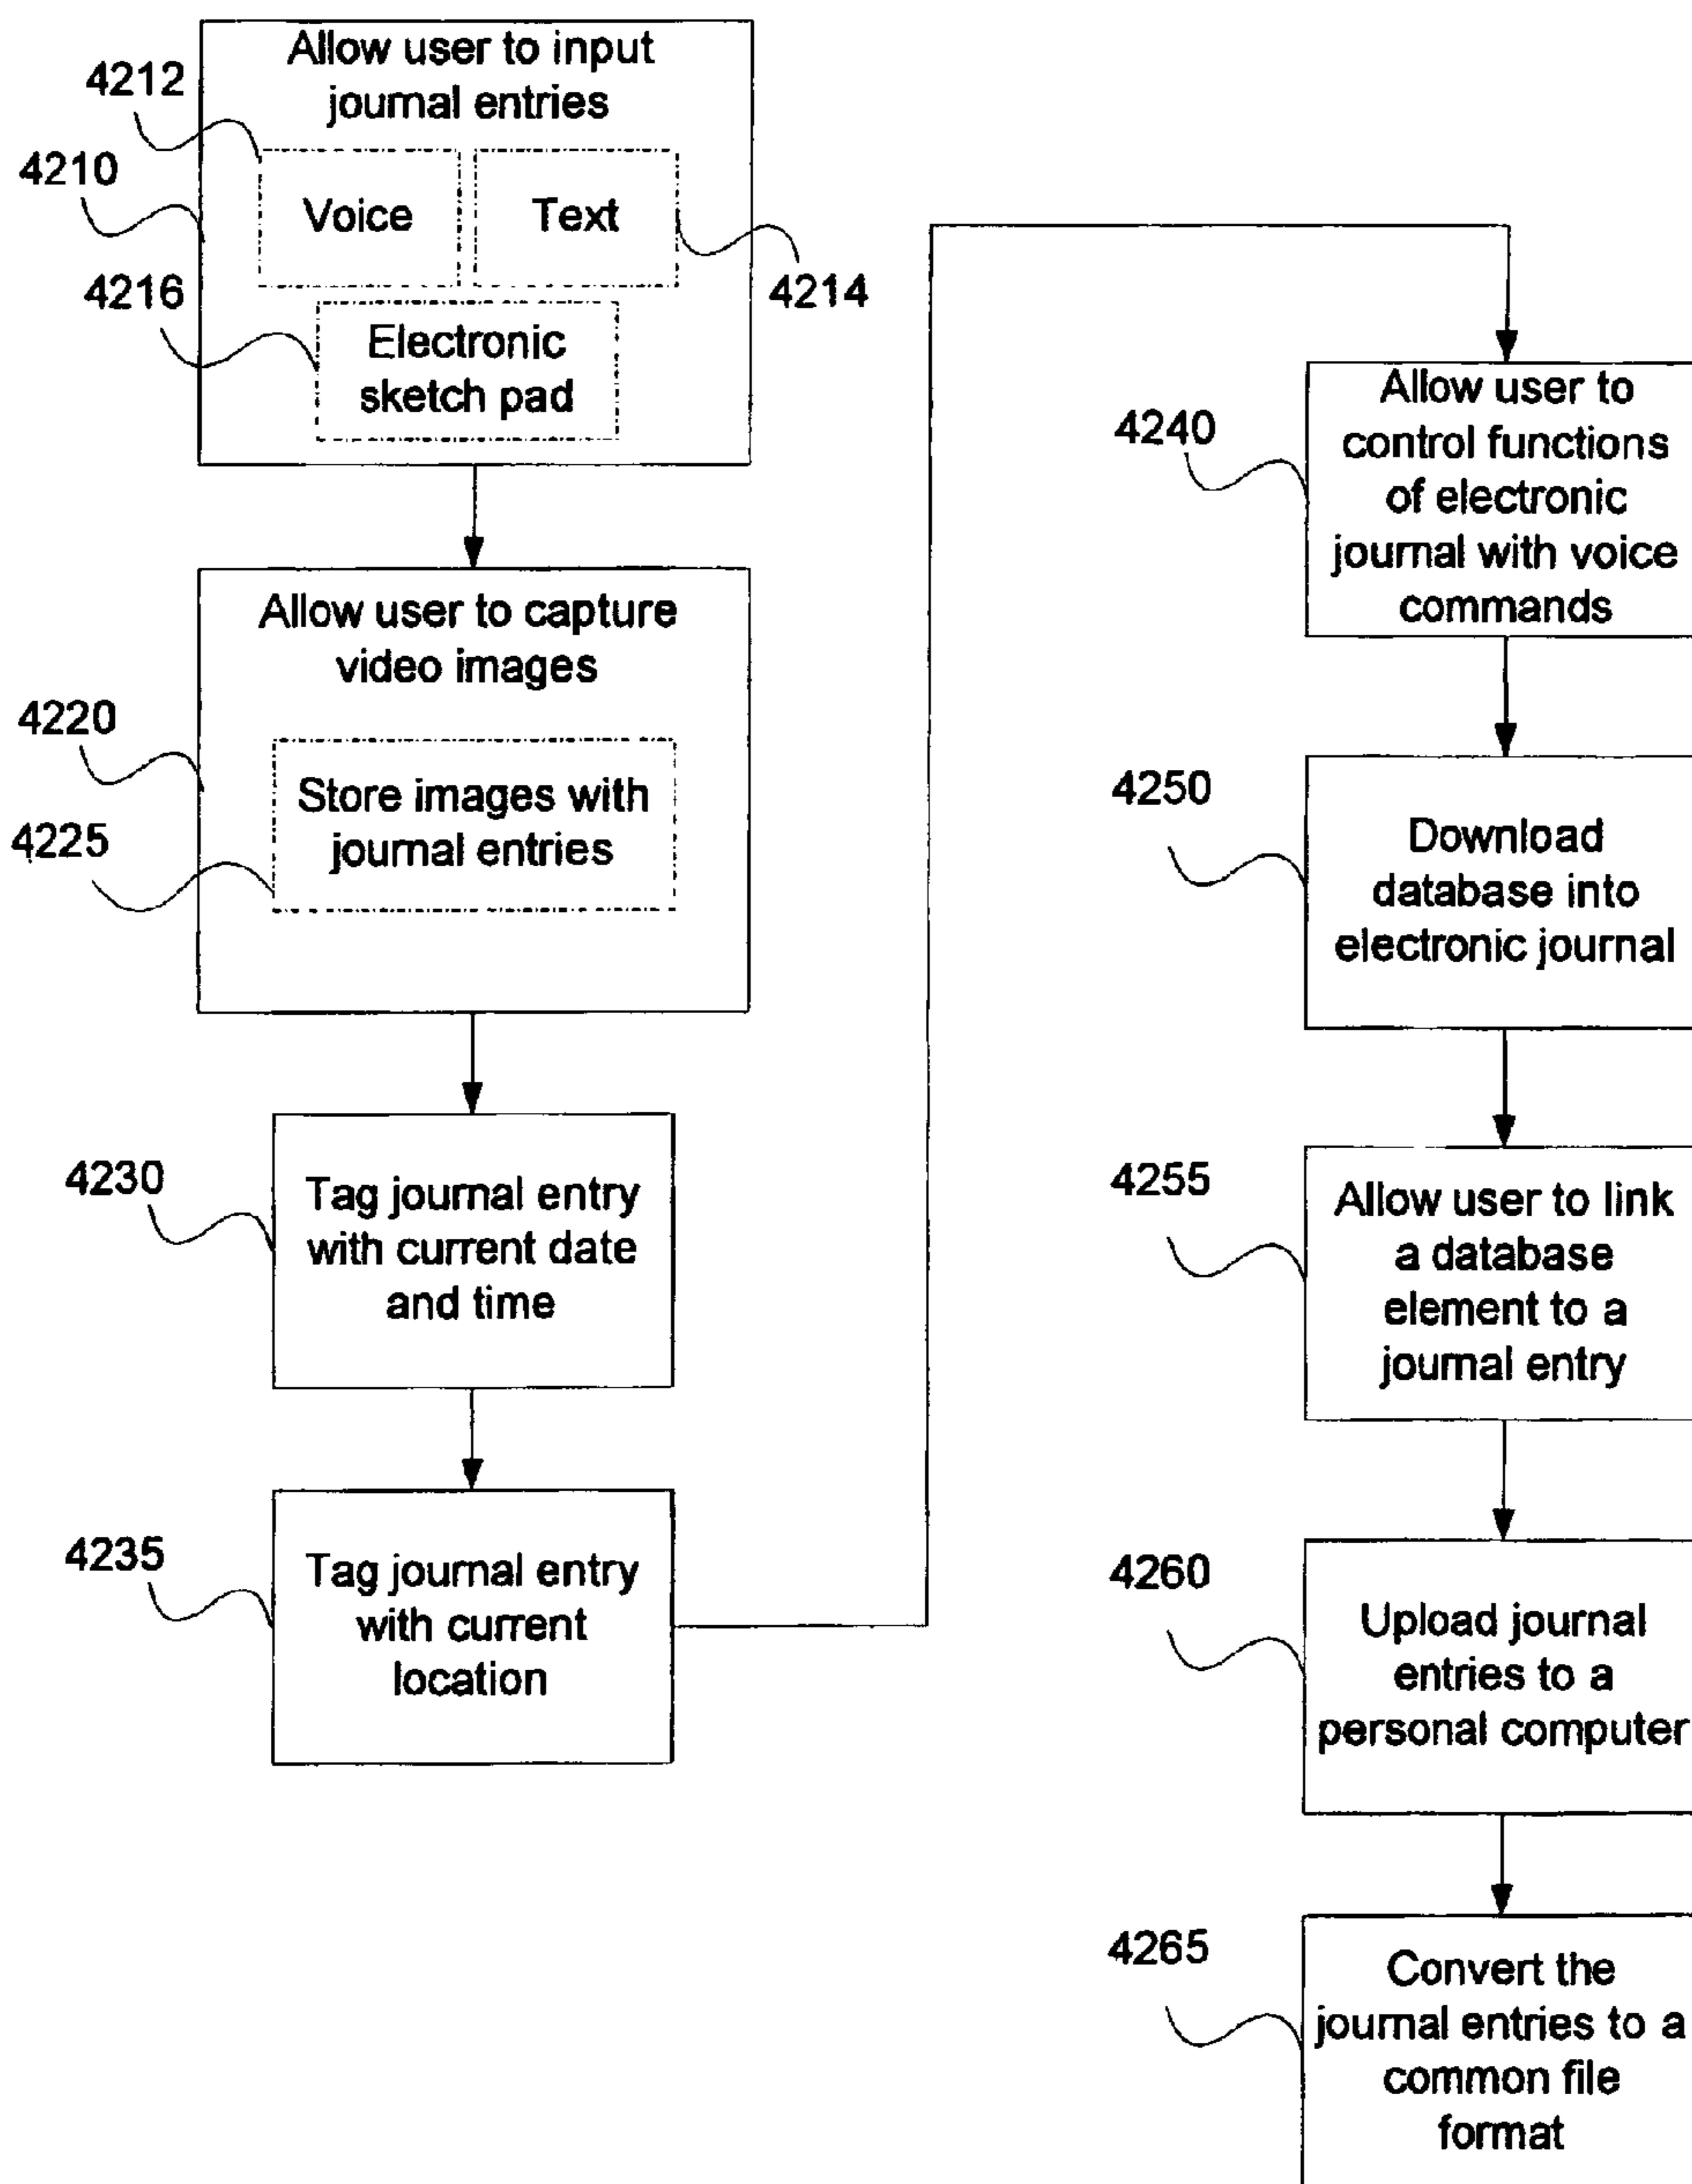 Allow user to input
journal entries
4212
4210
Voice
Text
4216
4214
Electronic
sketch pad
Allow user to capture
video images
4220
Store images with
journal entries
4225
4230
Tag journal entry
with current date
and time
4235
Tag journal entry
with current
location
4240
Allow user to
control functions
of electronic
journal with voice
commands
4250
Download
database into
electronic journal
4255
Allow user to link
a database
element to a
journal entry
4260
Upload journal
entries to a
personal computer
4265
Convert the
journal entries to a
common file
format